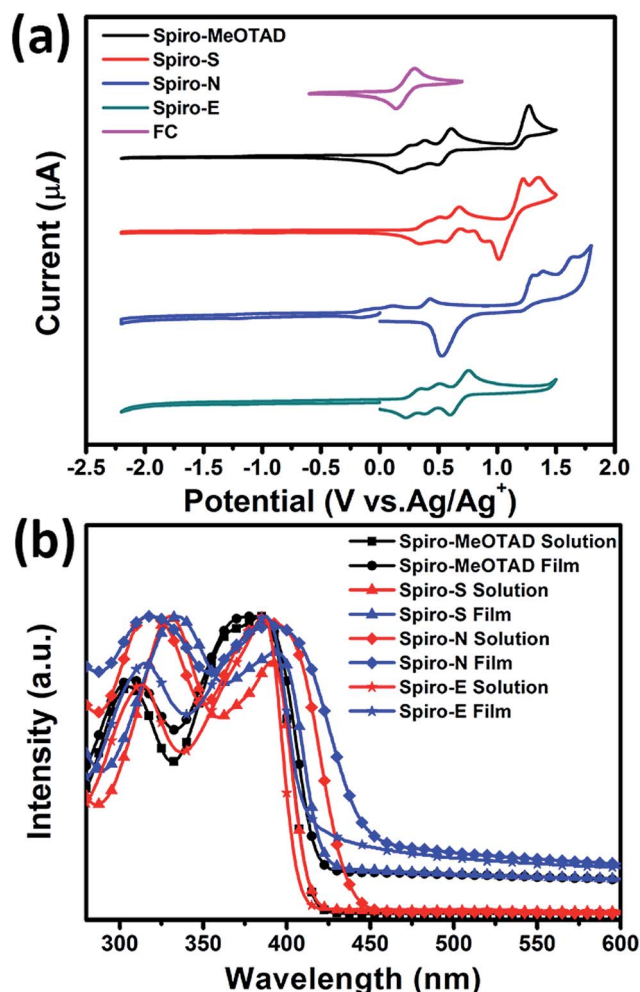 (a)
Spiro-MeOTAD
Spiro-S
Spiro-N
Spiro-E
FC
Current (μA)
-2.5 -2.0 -1.5 -1.0 -0.5 0.0 0.5 1.0 1.5 2.0
Potential (V vs.Ag/Ag+)
(b)
Spiro-MeOTAD Solution
Spiro-MeOTAD Film
Spiro-S Solution
Spiro-S Film
Spiro-N Solution
Spiro-N Film
Spiro-E Solution
Spiro-E Film
Intensity (a.u.)
300 350 400 450 500 550 600
Wavelength (nm)